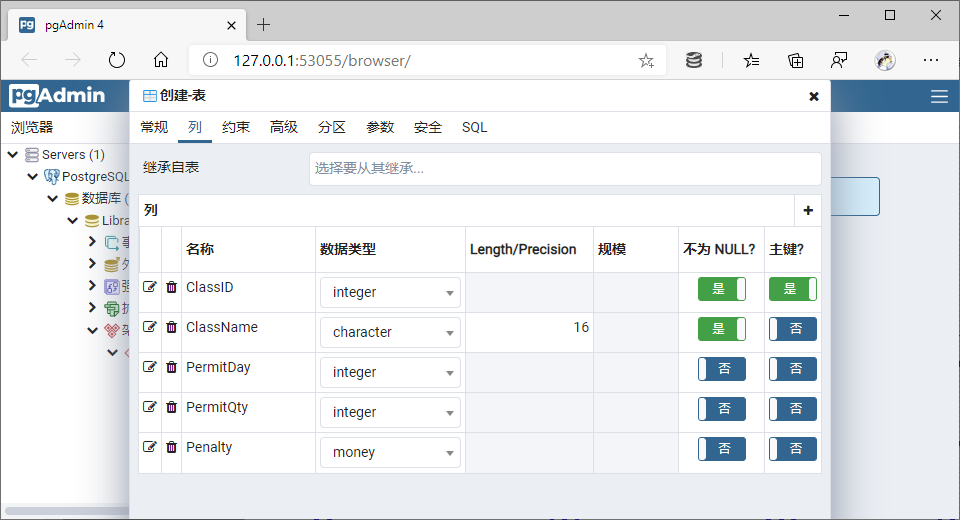 pgAdmin 4
127.0.0.1:53055/browser/
pgAdmin
创建-表
浏览器
常规 列 约束 高级 分区 参数 安全 SQL
Servers (1)
PostgreSQL
数据库
继承自表 选择要从其继承...
列
名称 数据类型 Length/Precision 规模 不为 NULL? 主键?
ClassID integer 是 是
ClassName character 16 是 否
PermitDay integer 否 否
PermitQty integer 否 否
Penalty money 否 否